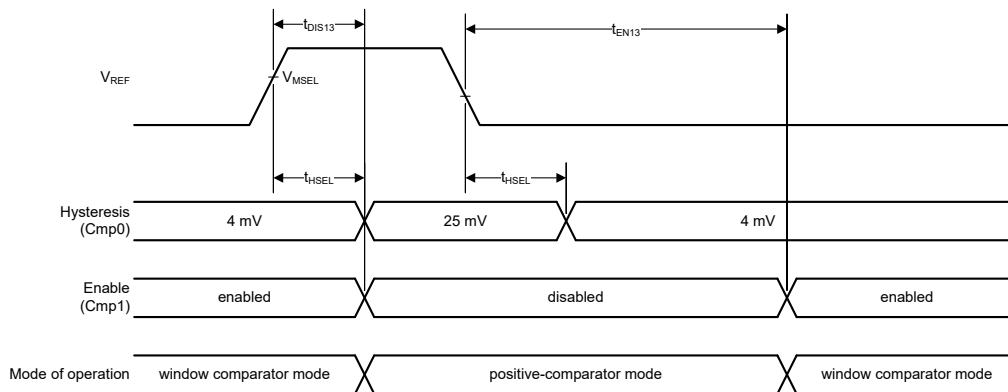 tDIS13
tEN13
VREF
VMSEL
tHSEL
tHSEL
Hysteresis
(Cmp0)
4 mV
25 mV
4 mV
Enable
(Cmp1)
enabled
disabled
enabled
Mode of operation
window comparator mode
positive-comparator mode
window comparator mode